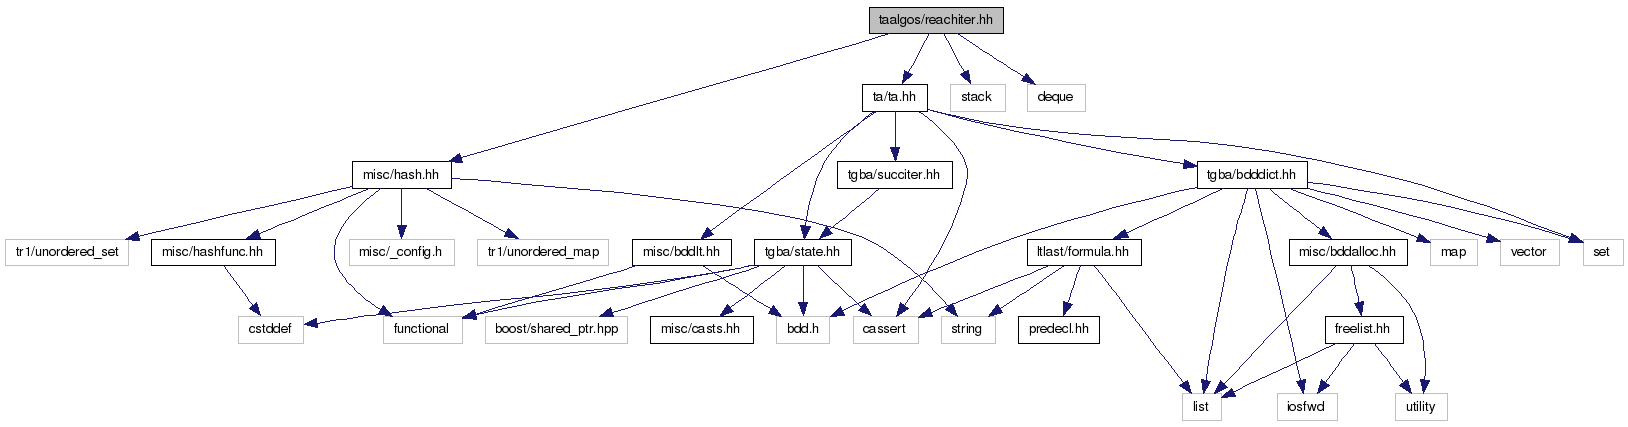 taalgos/reachiter.hh
ta/ta.hh
stack
deque
misc/hash.hh
tgba/succiter.hh
tgba/bdddict.hh
tr1/unordered_set
misc/hashfunc.hh
misc/_config.h
tr1/unordered_map
misc/bddlt.hh
tgba/state.hh
ltlast/formula.hh
misc/bddalloc.hh
map
vector
set
cstddef
functional
boost/shared_ptr.hpp
misc/casts.hh
bdd.h
cassert
string
predecl.hh
freelist.hh
list
iosfwd
utility